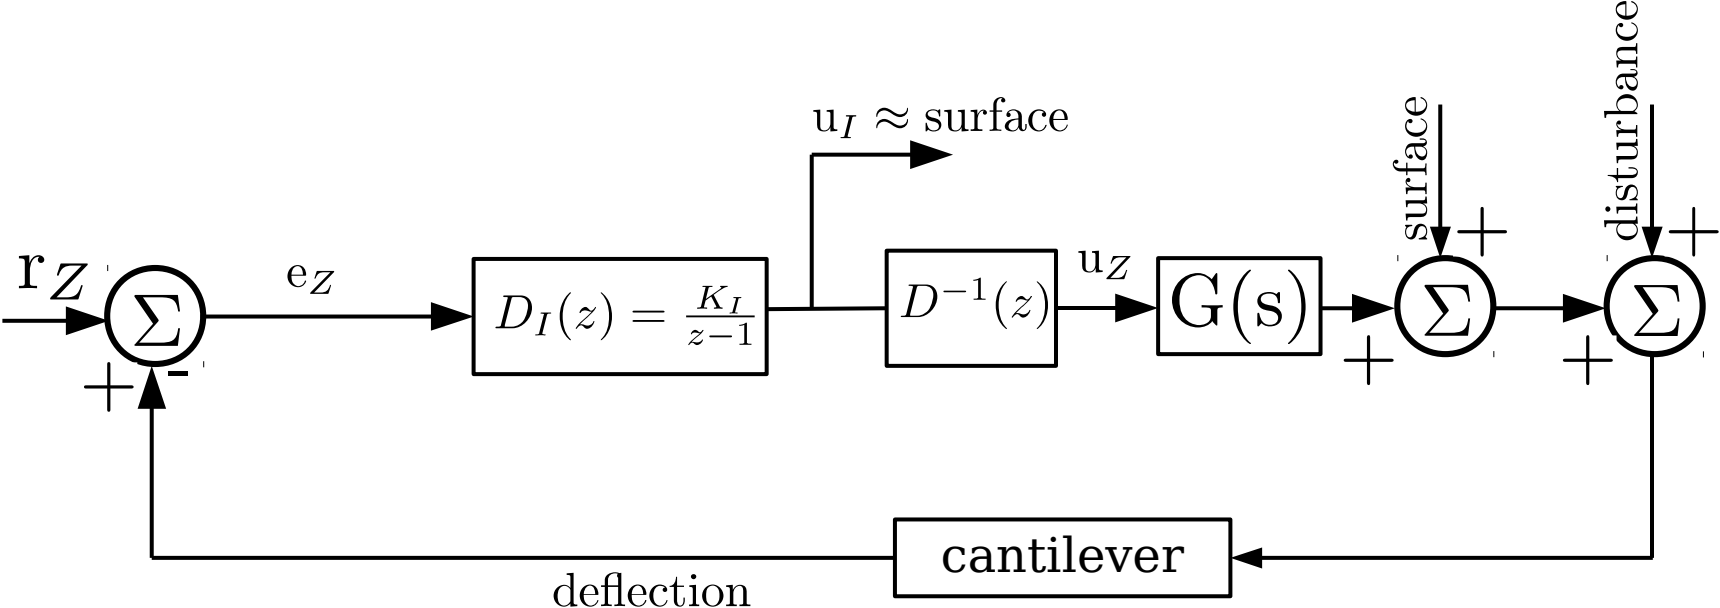 disturbance
surface
u_I ≈ surface
r_Z
+
-
Σ
e_Z
D_I(z) = K_I/(z−1)
D⁻¹(z)
u_Z
G(s)
+
+
Σ
+
+
Σ
cantilever
deflection